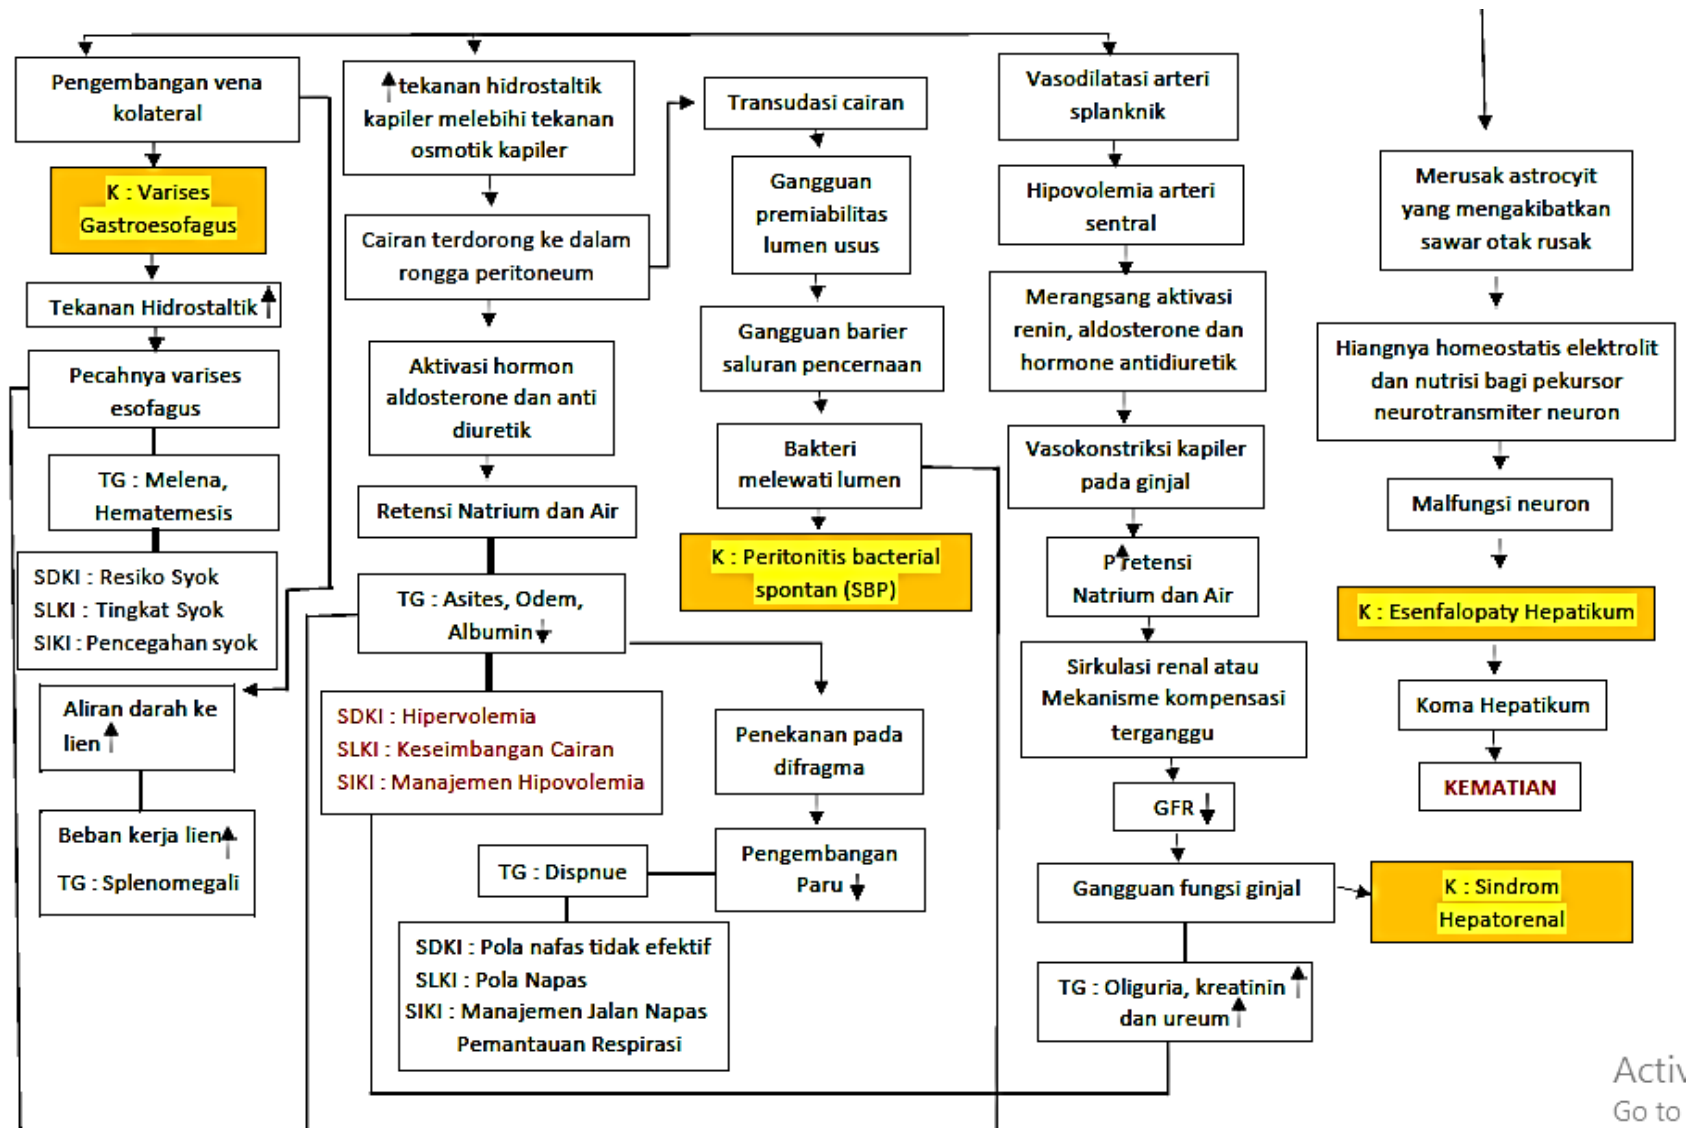 Pengembangan vena
kolateral
K : Varises
Gastroesofagus
Tekanan Hidrostaltik
Pecahnya varises
esofagus
TG : Melena,
Hematemesis
SDKI : Resiko Syok
SLKI : Tingkat Syok
SIKI : Pencegahan syok
Aliran darah ke
lien
Beban kerja lien
TG : Splenomegali
tekanan hidrostaltik
kapiler melebihi tekanan
osmotik kapiler
Cairan terdorong ke dalam
rongga peritoneum
Aktivasi hormon
aldosterone dan anti
diuretik
Retensi Natrium dan Air
TG : Asites, Odem,
Albumin
SDKI : Hipervolemia
SLKI : Keseimbangan Cairan
SIKI : Manajemen Hipovolemia
Transudasi cairan
Gangguan
premiabilitas
lumen usus
Gangguan barier
saluran pencernaan
Bakteri
melewati lumen
K : Peritonitis bacterial
spontan (SBP)
Penekanan pada
difragma
Pengembangan
Paru
TG : Dispnue
SDKI : Pola nafas tidak efektif
SLKI : Pola Napas
SIKI : Manajemen Jalan Napas
Pemantauan Respirasi
Vasodilatasi arteri
splanknik
Hipovolemia arteri
sentral
Merangsang aktivasi
renin, aldosterone dan
hormone antidiuretik
Vasokonstriksi kapiler
pada ginjal
P retensi
Natrium dan Air
Sirkulasi renal atau
Mekanisme kompensasi
terganggu
GFR
Gangguan fungsi ginjal
K : Sindrom
Hepatorenal
TG : Oliguria, kreatinin
dan ureum
Merusak astrocyit
yang mengakibatkan
sawar otak rusak
Hiangnya homeostatis elektrolit
dan nutrisi bagi pekursor
neurotransmiter neuron
Malfungsi neuron
K : Esenfalopaty Hepatikum
Koma Hepatikum
KEMATIAN
Activ
Go to